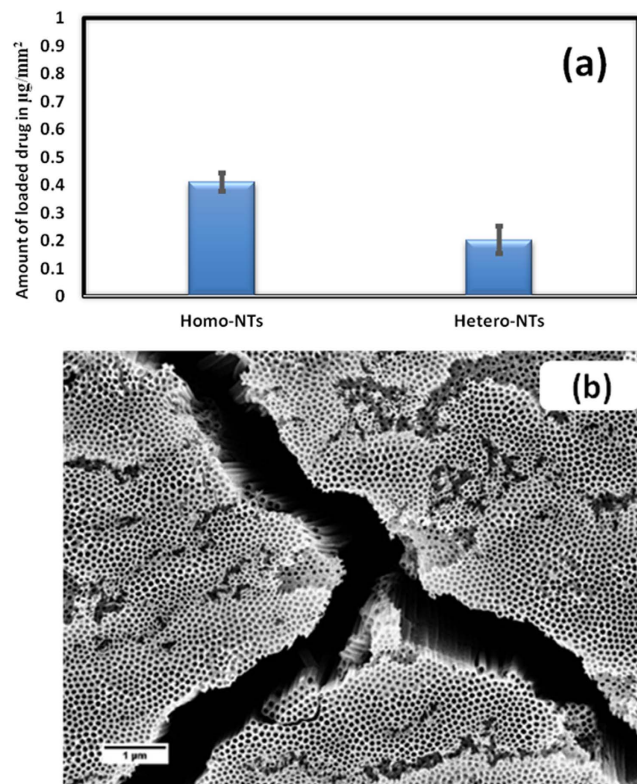 Amount of loaded drug in µg/mm²
1
0.9
0.8
0.7
0.6
0.5
0.4
0.3
0.2
0.1
0
(a)
Homo-NTs
Hetero-NTs
(b)
1 µm